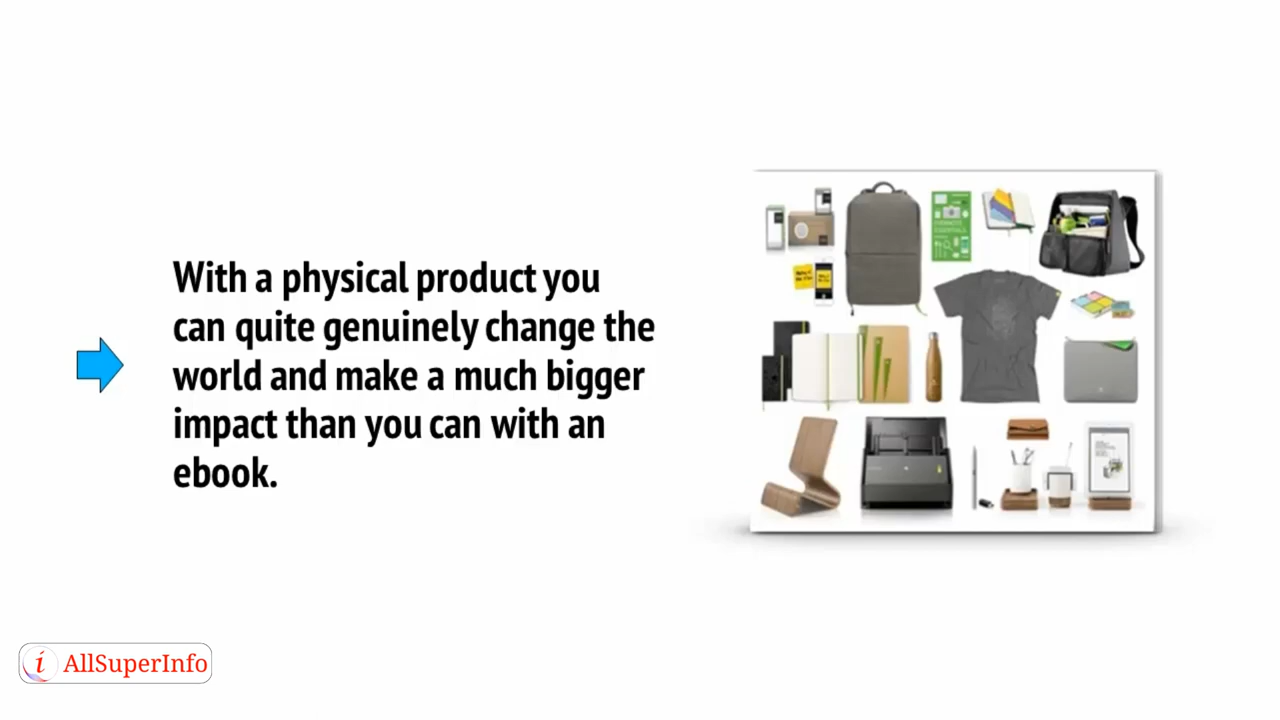 With a physical product you
can quite genuinely change the
world and make a much bigger
impact than you can with an
ebook.
i AllSuperInfo